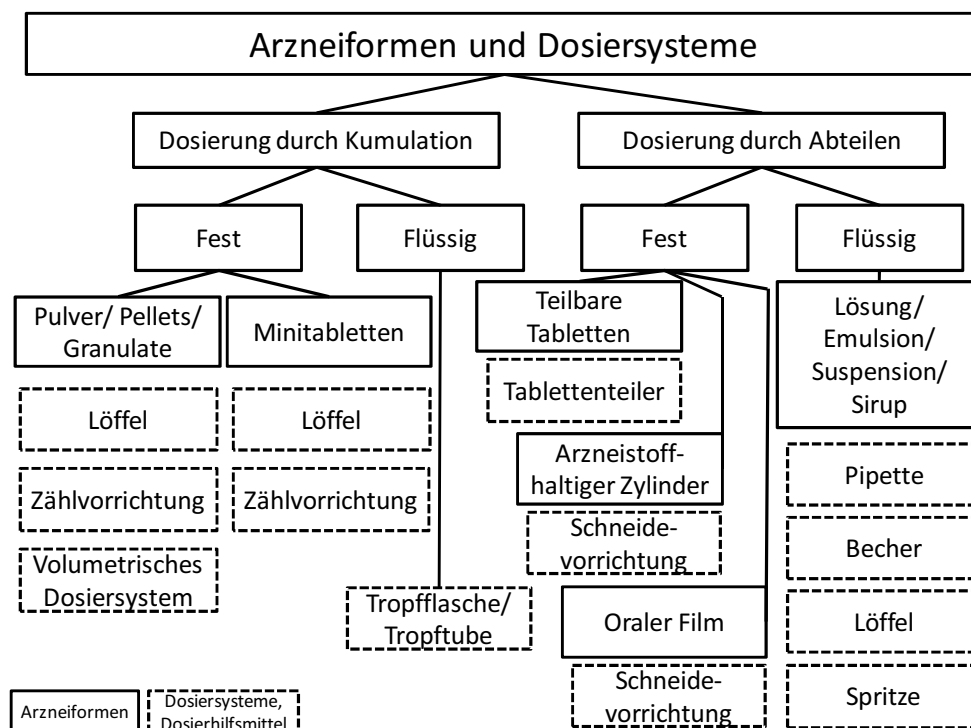 Arzneiformen und Dosiersysteme
Dosierung durch Kumulation
Dosierung durch Abteilen
Fest
Flüssig
Fest
Flüssig
Pulver/ Pellets/
Granulate
Minitabletten
Teilbare
Tabletten
Lösung/
Emulsion/
Suspension/
Sirup
Löffel
Löffel
Tablettenteiler
Zählvorrichtung
Zählvorrichtung
Arzneistoff-
haltiger Zylinder
Pipette
Schneide-
vorrichtung
Becher
Volumetrisches
Dosiersystem
Tropfflasche/
Tropftube
Oraler Film
Löffel
Schneide-
vorrichtung
Spritze
Arzneiformen
Dosiersysteme,
Dosierhilfsmittel